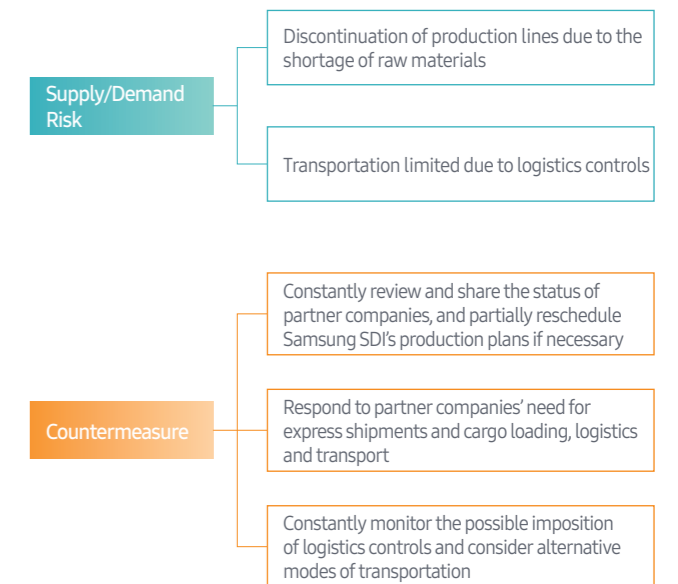 Discontinuation of production lines due to the
shortage of raw materials
Supply/Demand
Risk
Transportation limited due to logistics controls
Constantly review and share the status of
partner companies, and partially reschedule
Samsung SDI’s production plans if necessary
Countermeasure
Respond to partner companies’ need for
express shipments and cargo loading, logistics
and transport
Constantly monitor the possible imposition
of logistics controls and consider alternative
modes of transportation